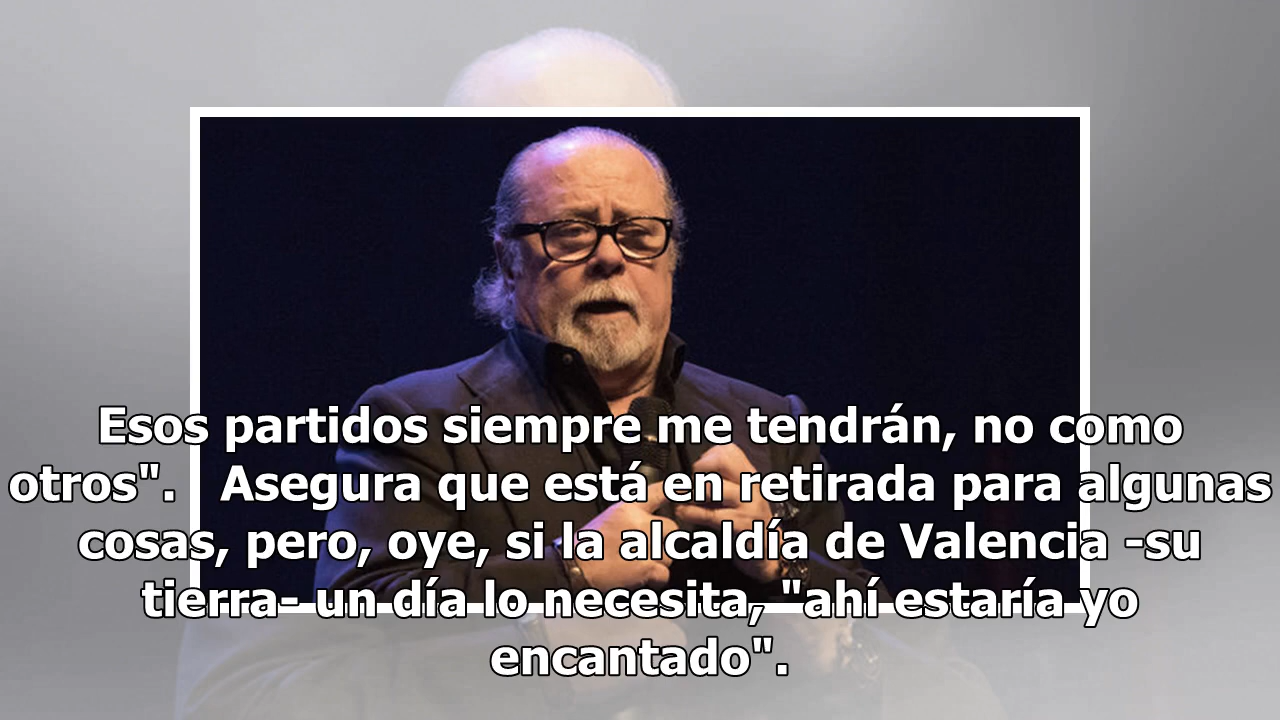 Esos partidos siempre me tendrán, no como
otros".   Asegura que está en retirada para algunas
cosas, pero, oye, si la alcaldía de Valencia -su
tierra- un día lo necesita, "ahí estaría yo
encantado".